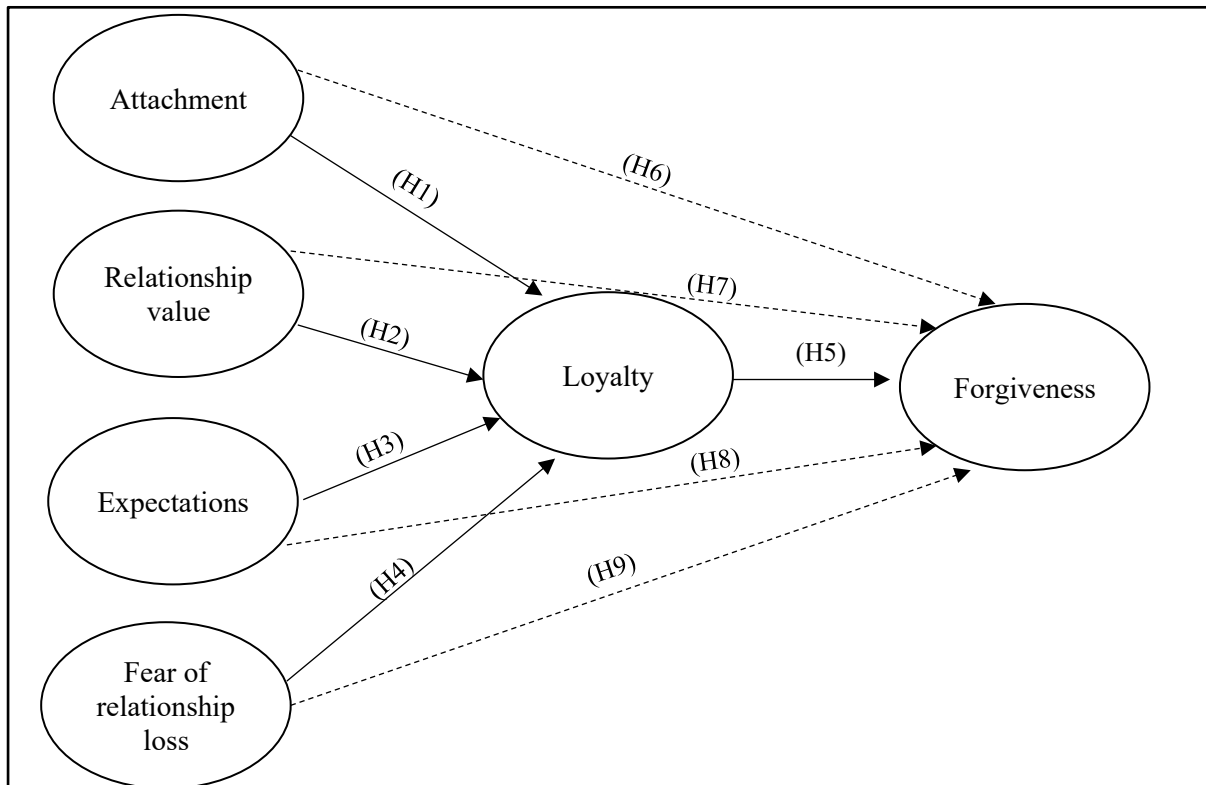 Attachment
(H6)
(H1)
Relationship
value
(H7)
(H2)
(H5)
Loyalty
Forgiveness
(H3)
(H8)
Expectations
(H4)
(H9)
Fear of
relationship
loss